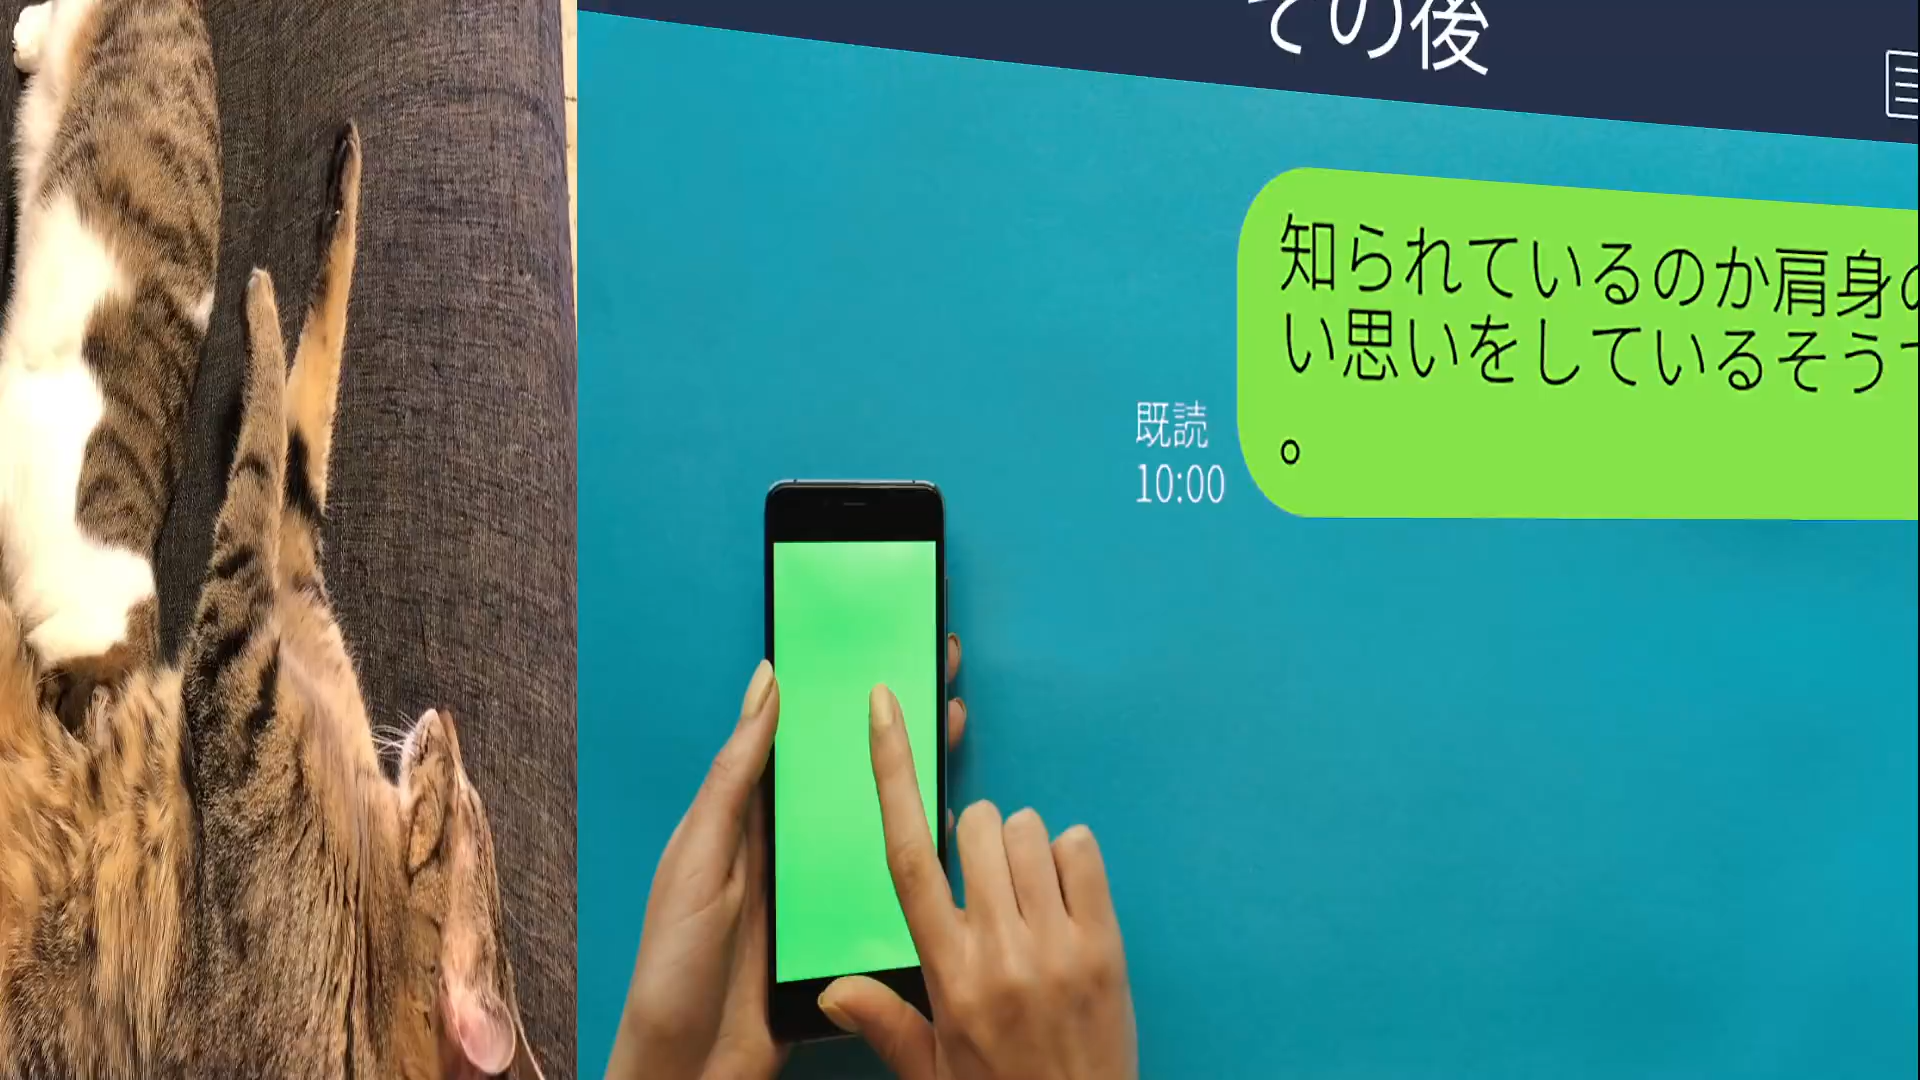 その後
知られているのか肩身の
い思いをしているそうで
。
既読
10:00